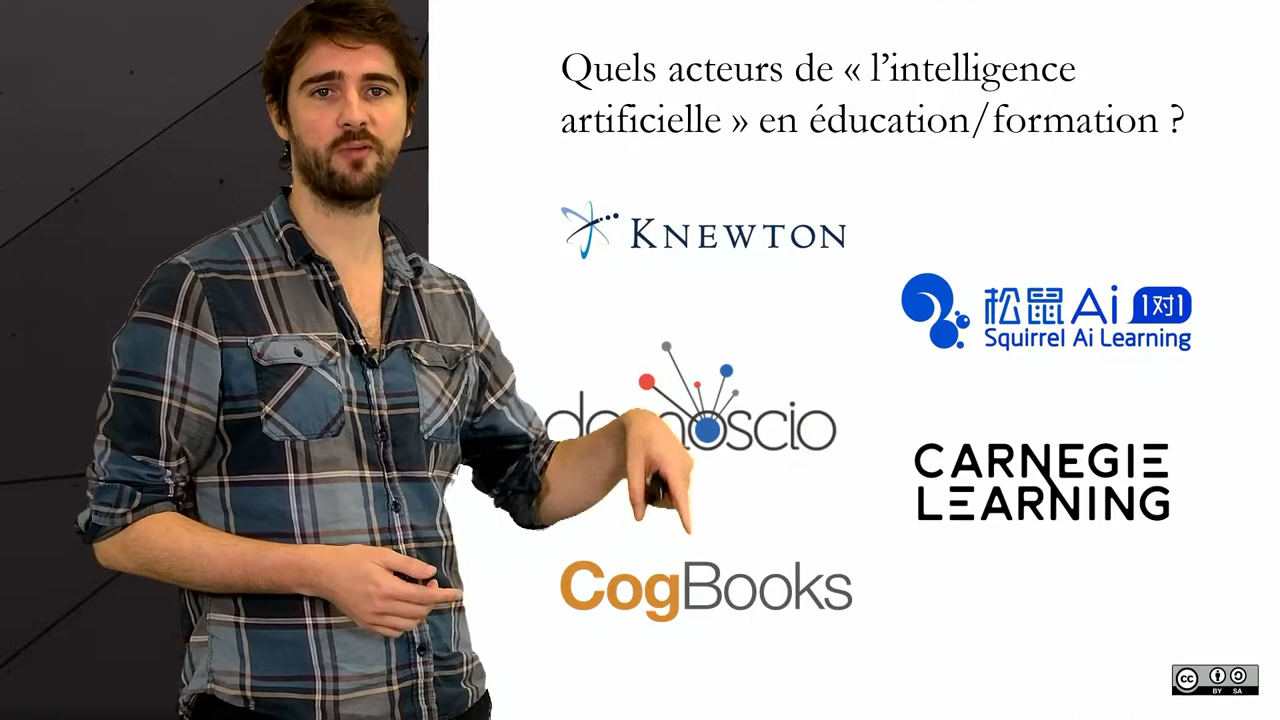 Quels acteurs de « l’intelligence
artificielle » en éducation/formation ?
KNEWTON
松鼠Ai 1对1
Squirrel Ai Learning
CARNEGIE
LEARNING
CogBooks
cc
BY SA